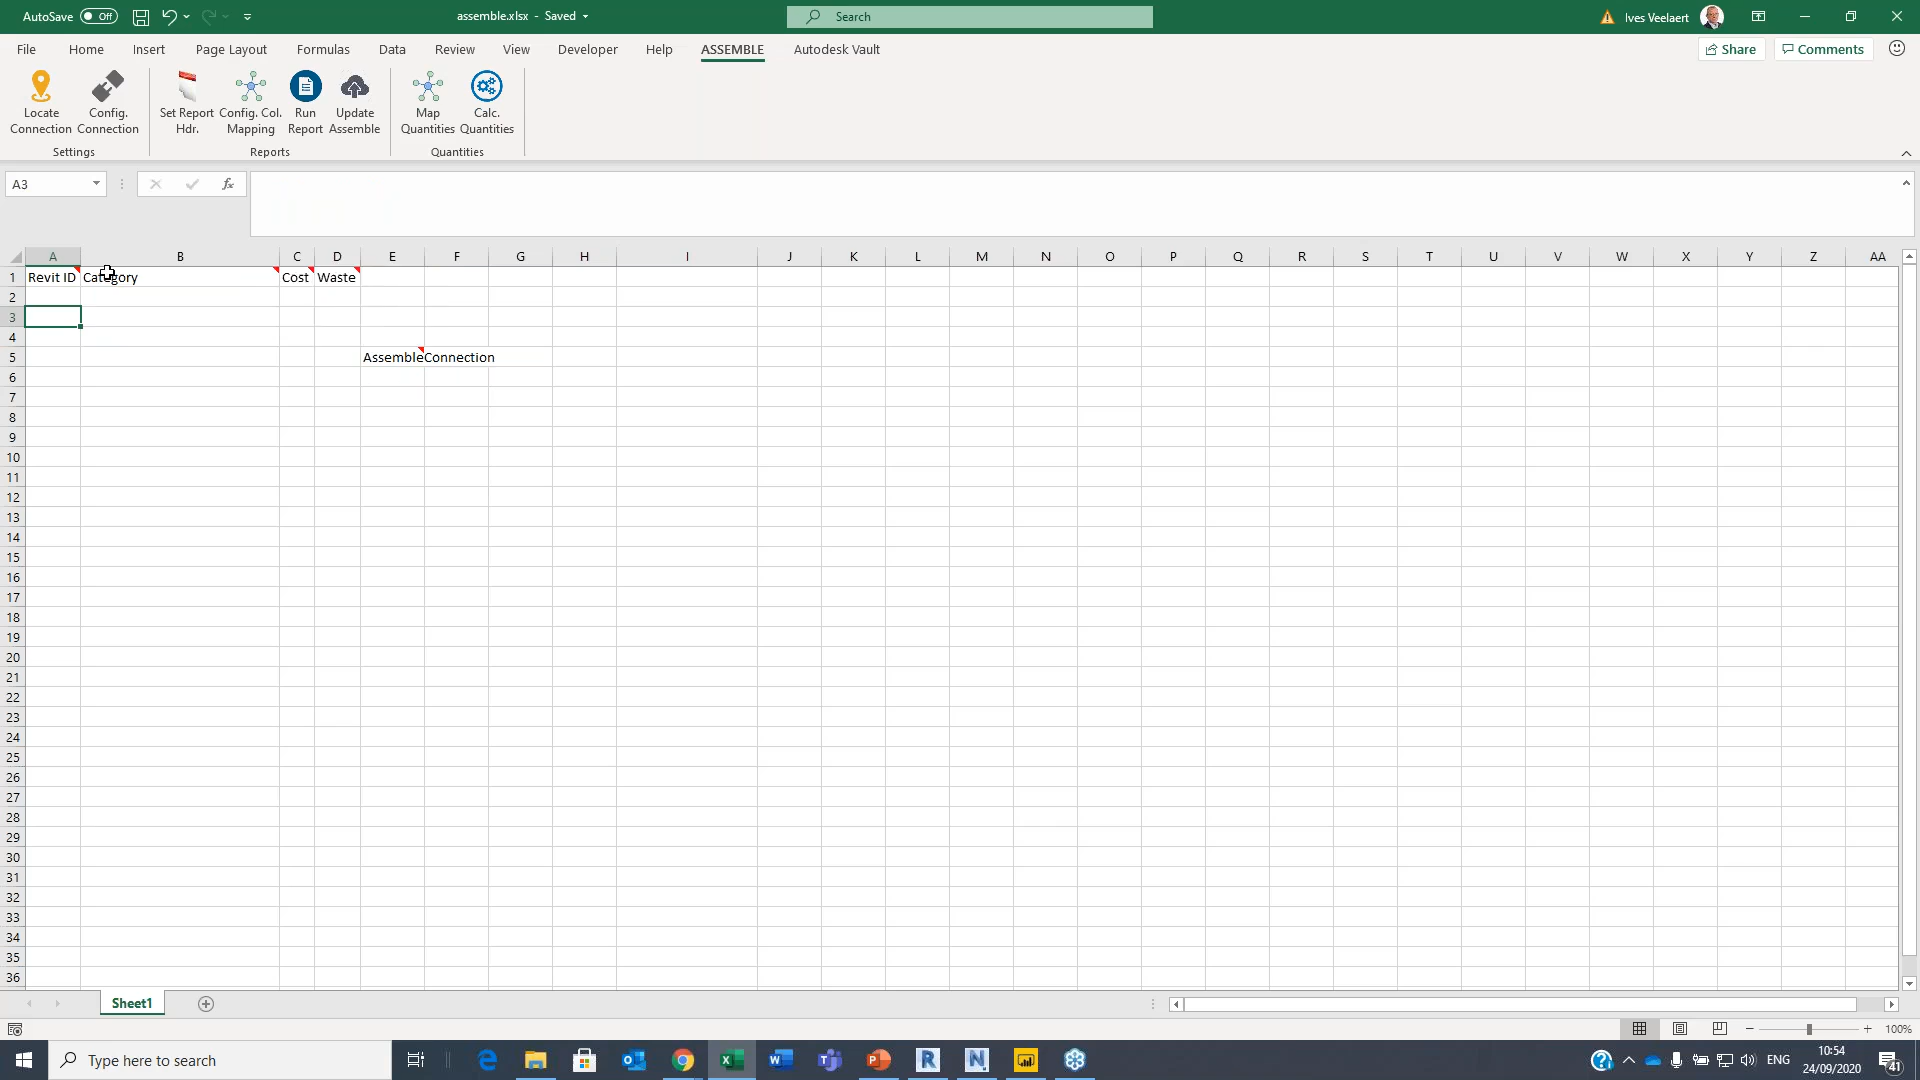 AutoSave Off
assemble.xlsx - Saved
Search
Ives Veelaert
File Home Insert Page Layout Formulas Data Review View Developer Help ASSEMBLE Autodesk Vault
Share Comments
Locate Connection
Config. Connection
Set Report Hdr.
Config. Col. Mapping
Run Report
Update Assemble
Map Quantities
Calc. Quantities
Settings Reports Quantities
A3
fx
A B C D E F G H I J K L M N O P Q R S T U V W X Y Z AA
1 Revit ID Category Cost Waste
2
3
4
5 AssembleConnection
6
7
8
9
10
11
12
13
14
15
16
17
18
19
20
21
22
23
24
25
26
27
28
29
30
31
32
33
34
35
36
Sheet1
100%
Type here to search
ENG
10:54
24/09/2020
41